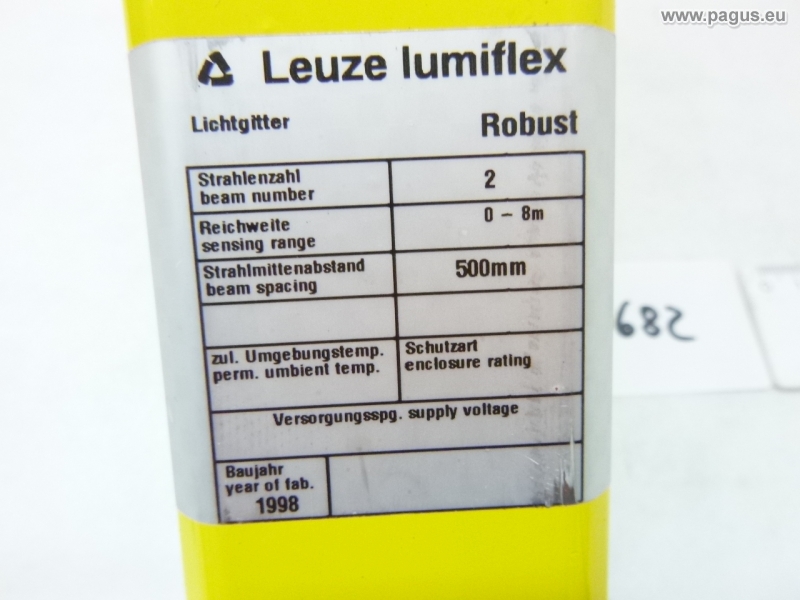 www.pagus.eu
Leuze lumiflex
Lichtgitter Robust
Strahlenzahl
beam number
2
Reichweite
sensing range
0 – 8m
Strahlmittenabstand
beam spacing
500mm
zul. Umgebungstemp.
perm. umbient temp.
Schutzart
enclosure rating
Versorgungsspg. supply voltage
Baujahr
year of fab.
1998
682